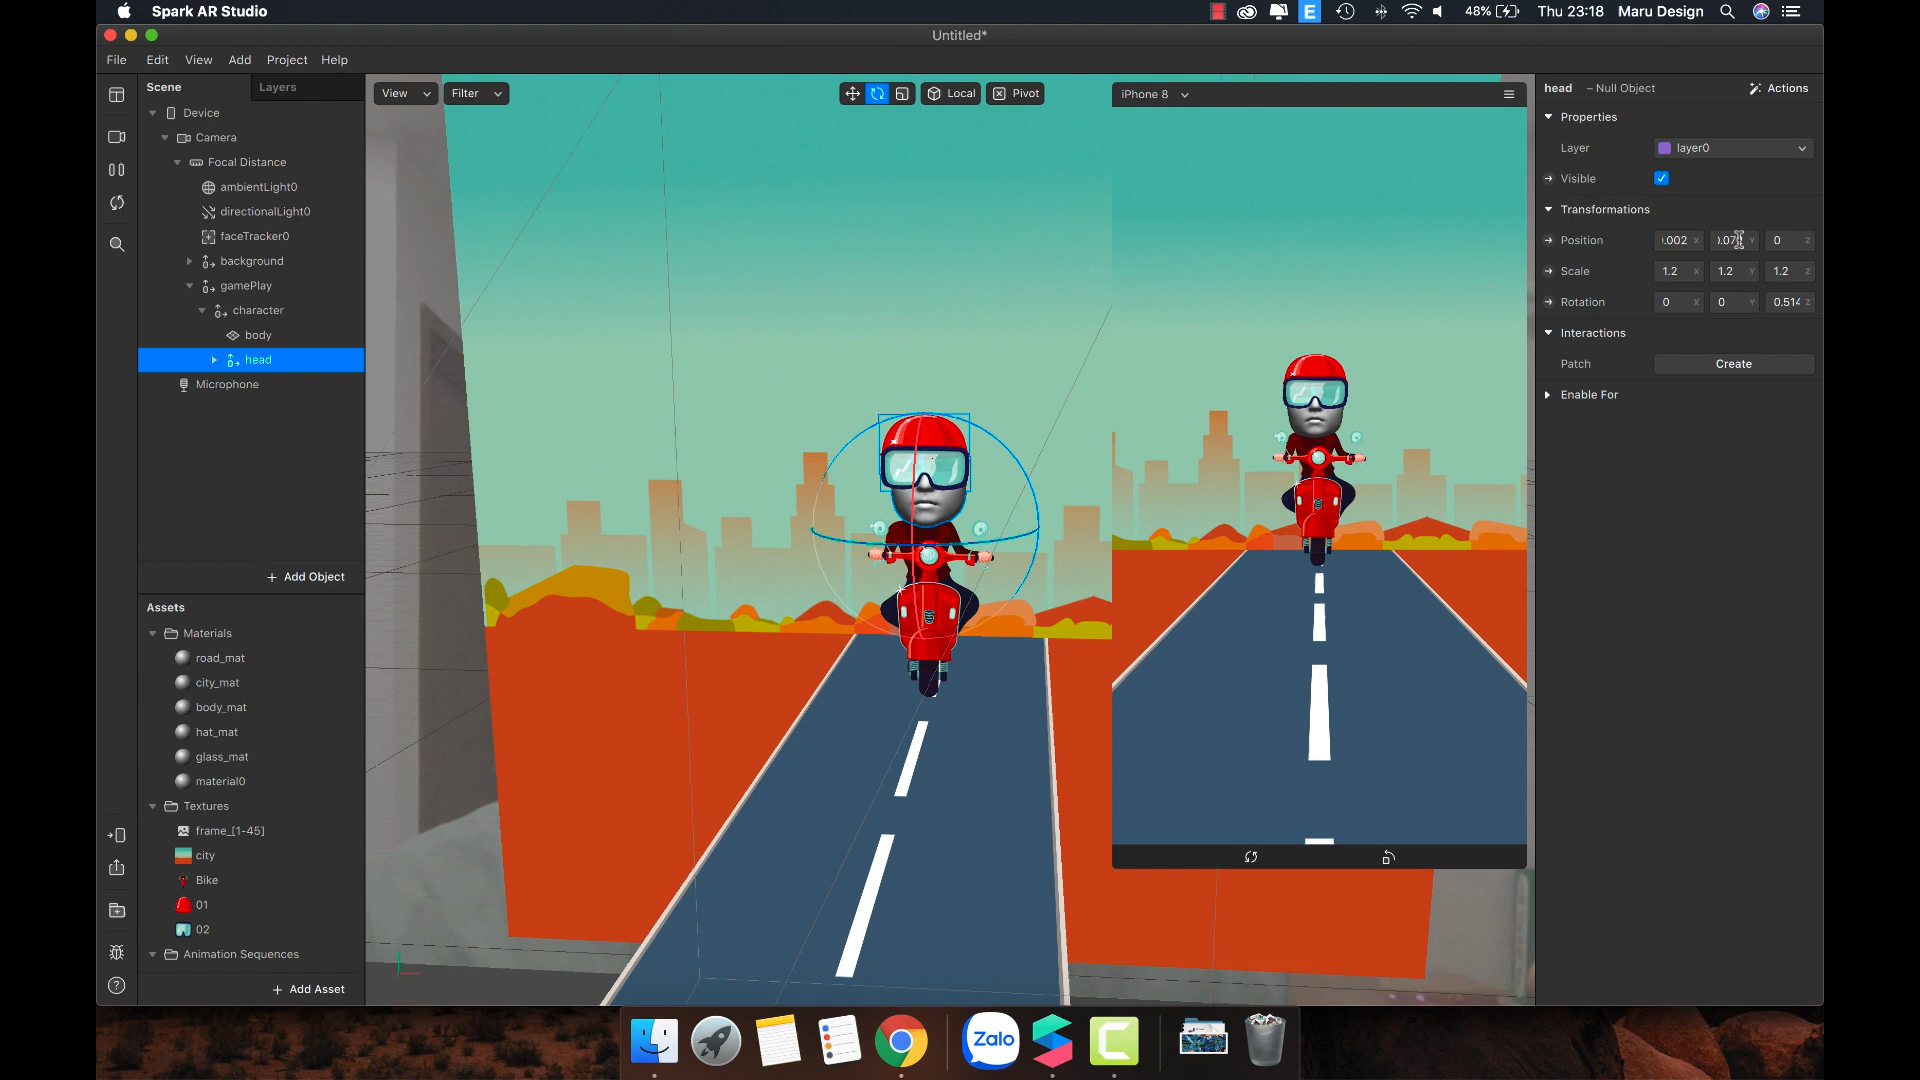 Spark AR Studio
48%
Thu 23:18
Maru Design
Untitled*
File
Edit
View
Add
Project
Help
Scene
Layers
Device
Camera
Focal Distance
ambientLight0
directionalLight0
faceTracker0
background
gamePlay
character
body
head
Microphone
+ Add Object
Assets
Materials
road_mat
city_mat
body_mat
hat_mat
glass_mat
material0
Textures
frame_[1-45]
city
Bike
01
02
Animation Sequences
+ Add Asset
View
Filter
Local
Pivot
iPhone 8
head – Null Object
Actions
Properties
Layer
layer0
Visible
Transformations
Position
.002 X
Y
0 Z
Scale
1.2 X
1.2 Y
1.2 Z
Rotation
0 X
0 Y
0.514 Z
Interactions
Patch
Create
Enable For
E
Zalo
C